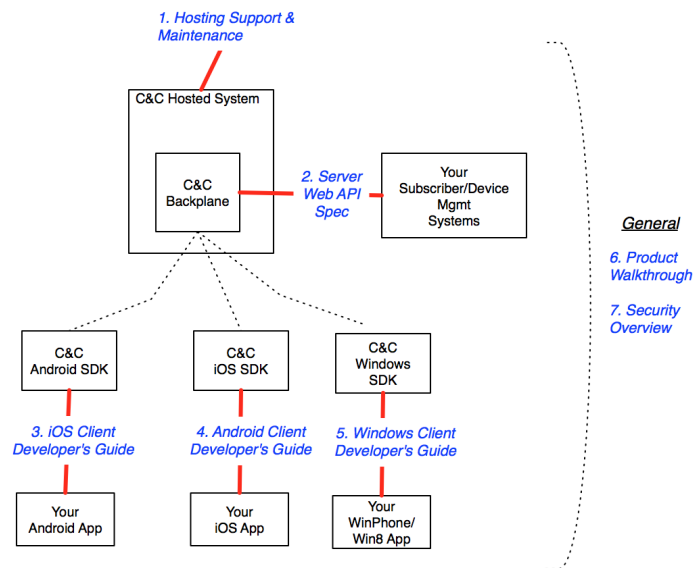 1. Hosting Support &
Maintenance
C&C Hosted System
C&C
Backplane
2. Server
Web API
Spec
Your
Subscriber/Device
Mgmt
Systems
General
6. Product
Walkthrough
7. Security
Overview
C&C
Android SDK
C&C
iOS SDK
C&C
Windows
SDK
3. iOS Client
Developer's Guide
4. Android Client
Developer's Guide
5. Windows Client
Developer's Guide
Your
Android App
Your
iOS App
Your
WinPhone/
Win8 App